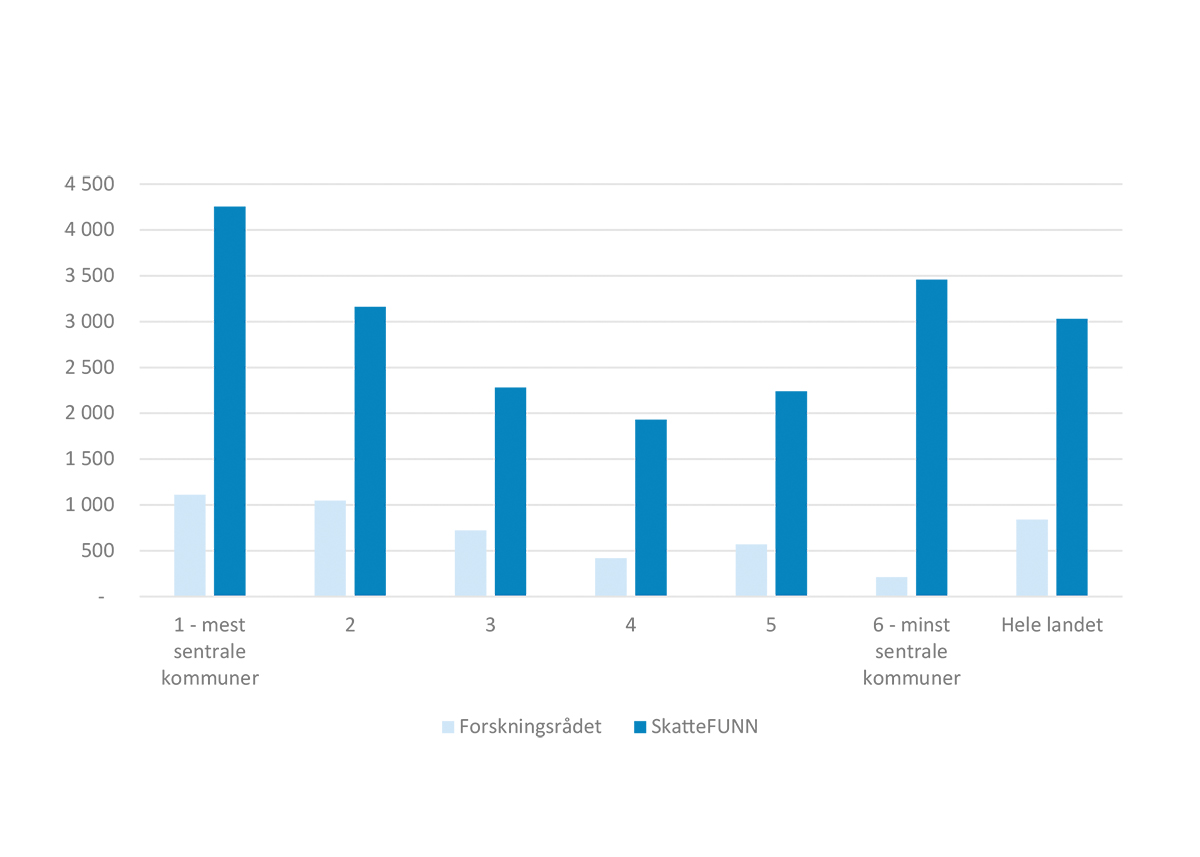 4 500
4 000
3 500
3 000
2 500
2 000
1 500
1 000
500
-
1 - mest
sentrale
kommuner
2
3
4
5
6 - minst
sentrale
kommuner
Hele landet
Forskningsrådet
SkatteFUNN